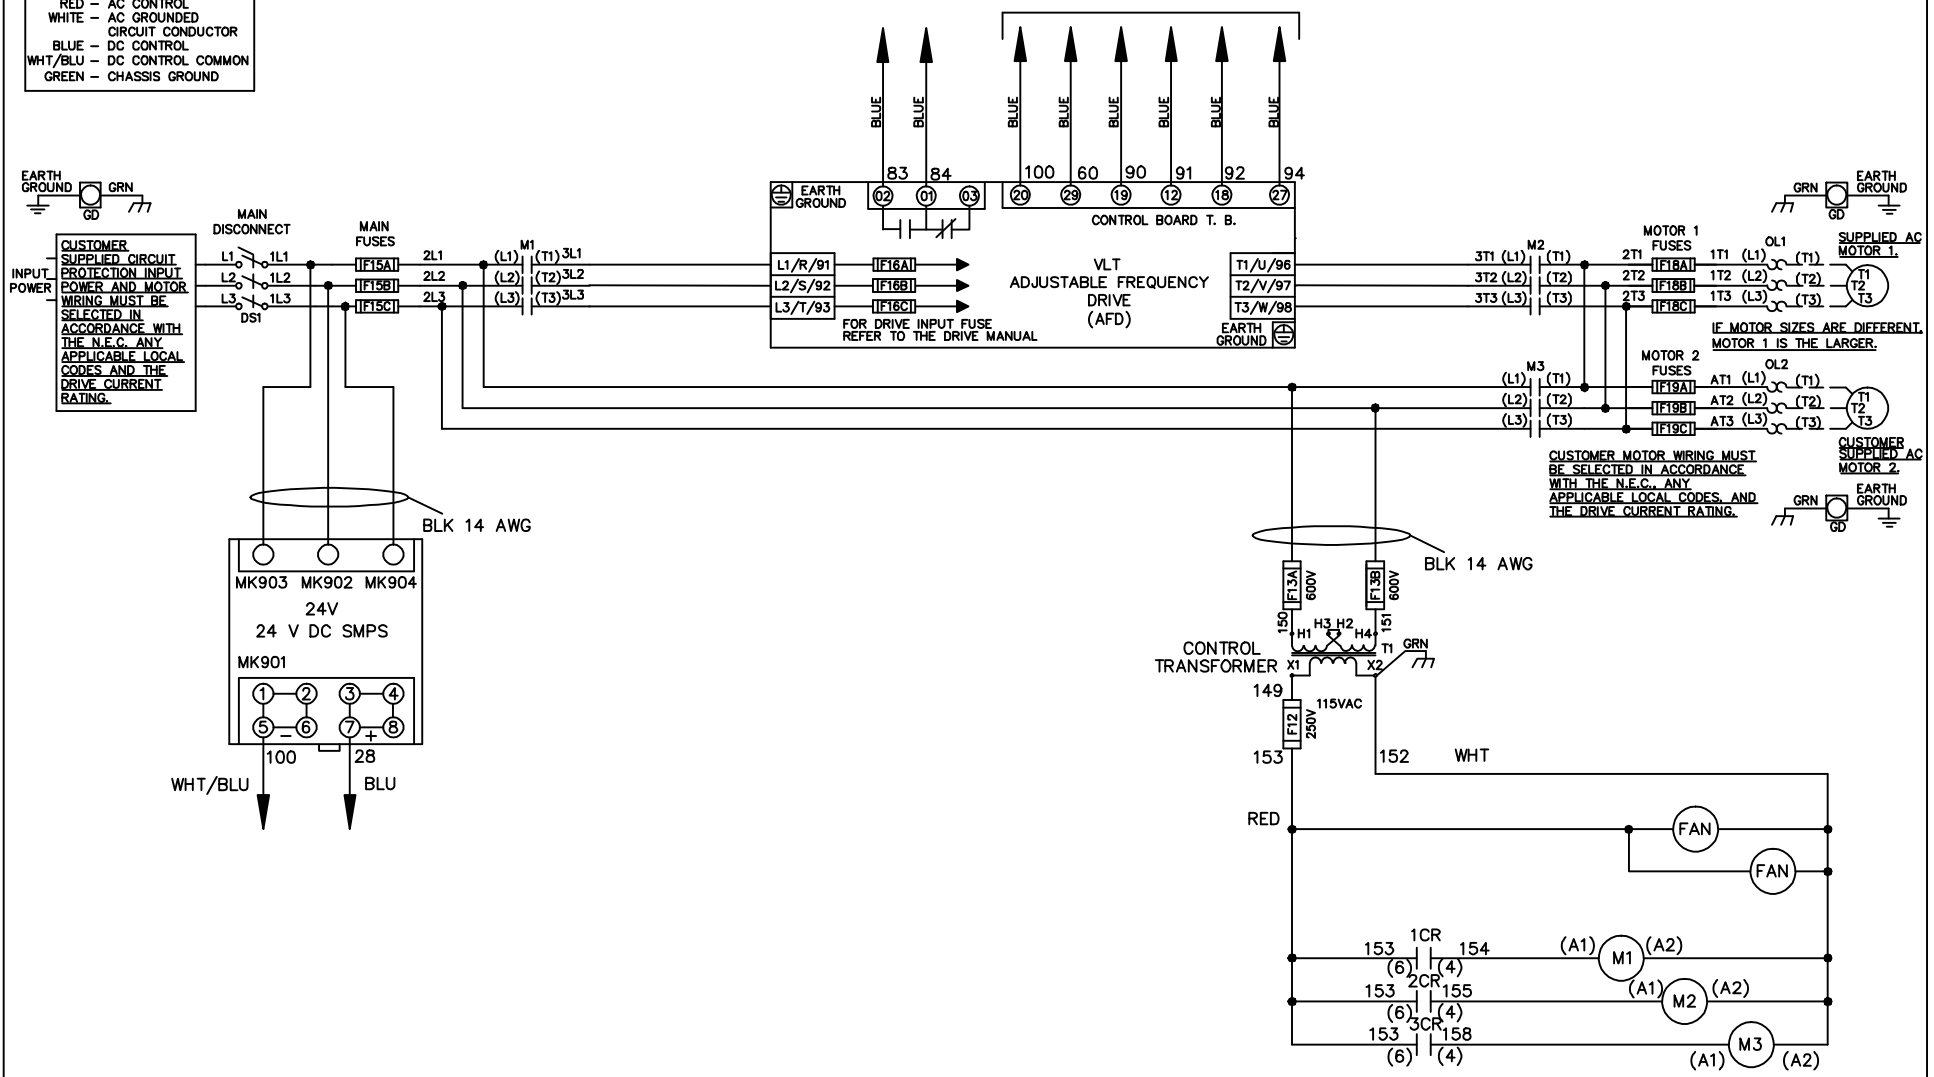 RED – AC CONTROL
WHITE – AC GROUNDED
CIRCUIT CONDUCTOR
BLUE – DC CONTROL
WHT/BLU – DC CONTROL COMMON
GREEN – CHASSIS GROUND
BLUE BLUE BLUE BLUE BLUE BLUE BLUE BLUE
83 84 100 60 90 91 92 94
EARTH GROUND
GRN
GD
MAIN DISCONNECT
MAIN FUSES
INPUT POWER
CUSTOMER
SUPPLIED CIRCUIT
PROTECTION INPUT
POWER AND MOTOR
WIRING MUST BE
SELECTED IN
ACCORDANCE WITH
THE N.E.C. ANY
APPLICABLE LOCAL
CODES AND THE
DRIVE CURRENT
RATING.
L1 1L1 F15A 2L1 (L1) M1 (T1) 3L1
L2 1L2 F15B 2L2 (L2) (T2) 3L2
L3 1L3 F15C 2L3 (L3) (T3) 3L3
DS1
EARTH GROUND
02 01 03
20 29 19 12 18 27
CONTROL BOARD T. B.
L1/R/91 F16A
L2/S/92 F16B
L3/T/93 F16C
FOR DRIVE INPUT FUSE
REFER TO THE DRIVE MANUAL
VLT
ADJUSTABLE FREQUENCY
DRIVE
(AFD)
T1/U/96
T2/V/97
T3/W/98
EARTH GROUND
M2
3T1 (L1) (T1) 2T1 F18A 1T1 (L1) (T1)
3T2 (L2) (T2) 2T2 F18B 1T2 (L2) (T2)
3T3 (L3) (T3) 2T3 F18C 1T3 (L3) (T3)
MOTOR 1
FUSES
OL1
GRN
GD
EARTH
GROUND
SUPPLIED AC
MOTOR 1.
T1
T2
T3
IF MOTOR SIZES ARE DIFFERENT,
MOTOR 1 IS THE LARGER.
MOTOR 2
FUSES
OL2
M3
(L1) (T1) F19A AT1 (L1) (T1)
(L2) (T2) F19B AT2 (L2) (T2)
(L3) (T3) F19C AT3 (L3) (T3)
T1
T2
T3
CUSTOMER
SUPPLIED AC
MOTOR 2.
CUSTOMER MOTOR WIRING MUST
BE SELECTED IN ACCORDANCE
WITH THE N.E.C., ANY
APPLICABLE LOCAL CODES, AND
THE DRIVE CURRENT RATING.
GRN
GD
EARTH
GROUND
BLK 14 AWG
MK903 MK902 MK904
24V
24 V DC SMPS
MK901
1 2 3 4
5 – 6 7 + 8
100 28
WHT/BLU BLU
BLK 14 AWG
F13A 600V F13B 600V
150 151
H1 H3 H2 H4
T1
GRN
CONTROL
TRANSFORMER
X1 X2
149
115VAC
F12 250V
153
152 WHT
RED
FAN
FAN
1CR
153 154 (A1) M1 (A2)
(6) (4)
2CR
153 155 (A1) M2 (A2)
(6) (4)
3CR
153 158 M3
(6) (4) (A1) (A2)